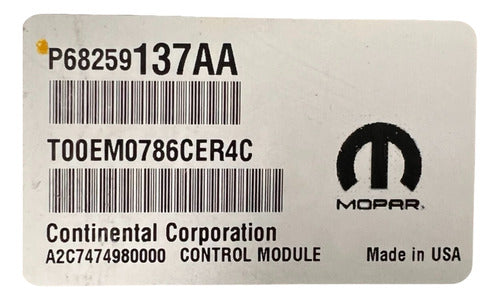 P68259137AA
T00EM0786CER4C
MOPAR
Continental Corporation
A2C7474980000 CONTROL MODULE
Made in USA